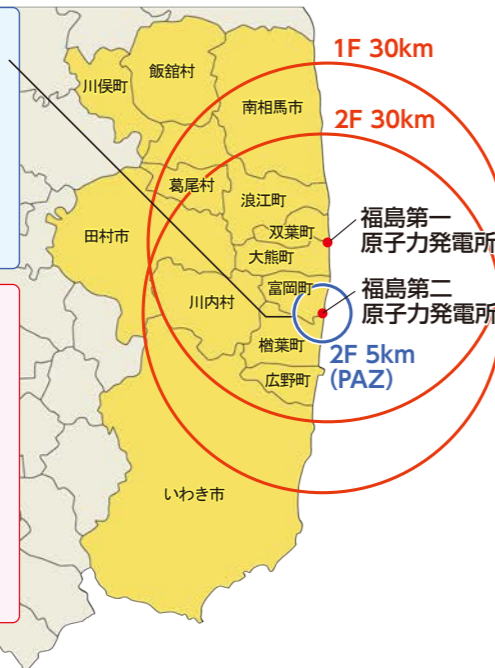 1F 30km
飯舘村
川俣町
南相馬市
2F 30km
葛尾村
浪江町
福島第一
原子力発電所
双葉町
田村市
大熊町
富岡町
福島第二
原子力発電所
川内村
楢葉町
2F 5km
(PAZ)
広野町
いわき市